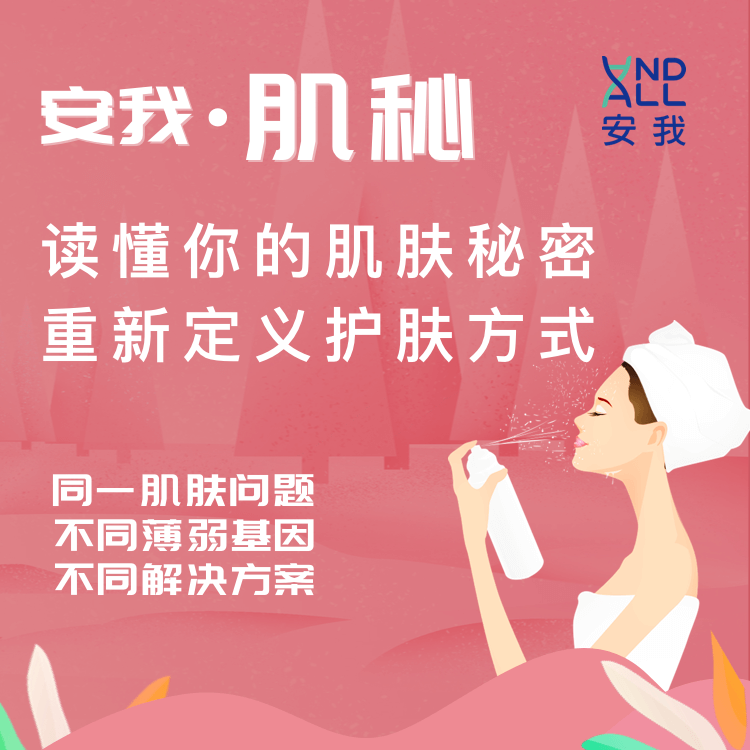 安我·肌秘
AND
ALL
安我
读懂你的肌肤秘密
重新定义护肤方式
同一肌肤问题
不同薄弱基因
不同解决方案